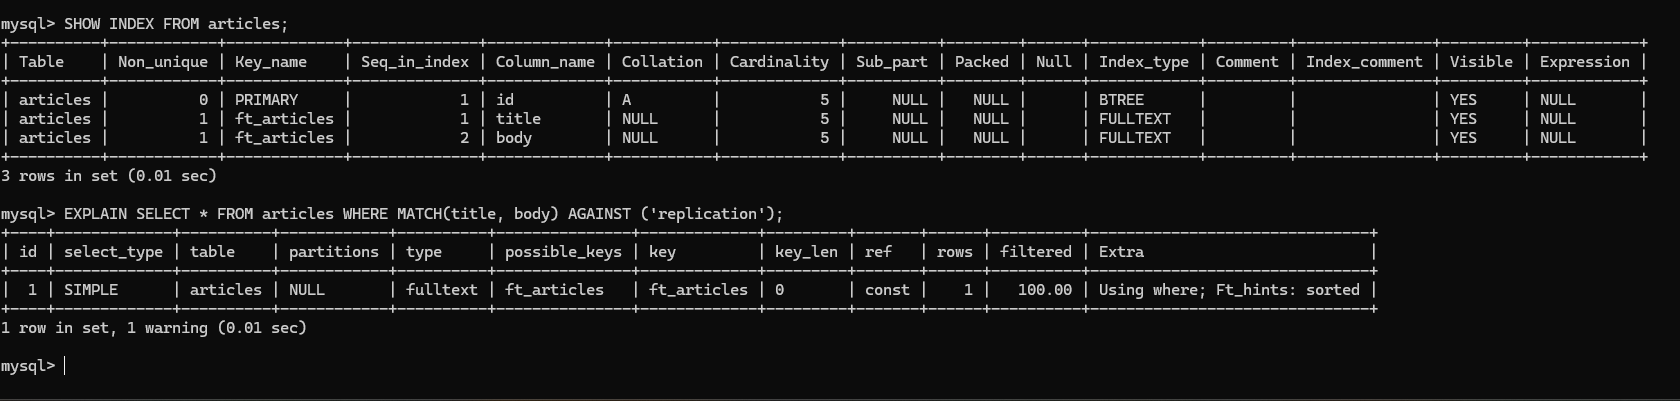 mysql> SHOW INDEX FROM articles;
+----------+------------+-------------+--------------+-------------+-----------+-------------+----------+--------+------+------------+---------+---------------+---------+------------+
| Table    | Non_unique | Key_name    | Seq_in_index | Column_name | Collation | Cardinality | Sub_part | Packed | Null | Index_type | Comment | Index_comment | Visible | Expression |
+----------+------------+-------------+--------------+-------------+-----------+-------------+----------+--------+------+------------+---------+---------------+---------+------------+
| articles |          0 | PRIMARY     |            1 | id          | A         |           5 |     NULL |   NULL |      | BTREE      |         |               | YES     | NULL       |
| articles |          1 | ft_articles |            1 | title       | NULL      |           5 |     NULL |   NULL |      | FULLTEXT   |         |               | YES     | NULL       |
| articles |          1 | ft_articles |            2 | body        | NULL      |           5 |     NULL |   NULL |      | FULLTEXT   |         |               | YES     | NULL       |
+----------+------------+-------------+--------------+-------------+-----------+-------------+----------+--------+------+------------+---------+---------------+---------+------------+
3 rows in set (0.01 sec)
mysql> EXPLAIN SELECT * FROM articles WHERE MATCH(title, body) AGAINST ('replication');
+----+-------------+----------+------------+----------+---------------+-------------+---------+-------+------+----------+-------------------------------+
| id | select_type | table    | partitions | type     | possible_keys | key         | key_len | ref   | rows | filtered | Extra                         |
+----+-------------+----------+------------+----------+---------------+-------------+---------+-------+------+----------+-------------------------------+
|  1 | SIMPLE      | articles | NULL       | fulltext | ft_articles   | ft_articles | 0       | const |    1 |   100.00 | Using where; Ft_hints: sorted |
+----+-------------+----------+------------+----------+---------------+-------------+---------+-------+------+----------+-------------------------------+
1 row in set, 1 warning (0.01 sec)
mysql>